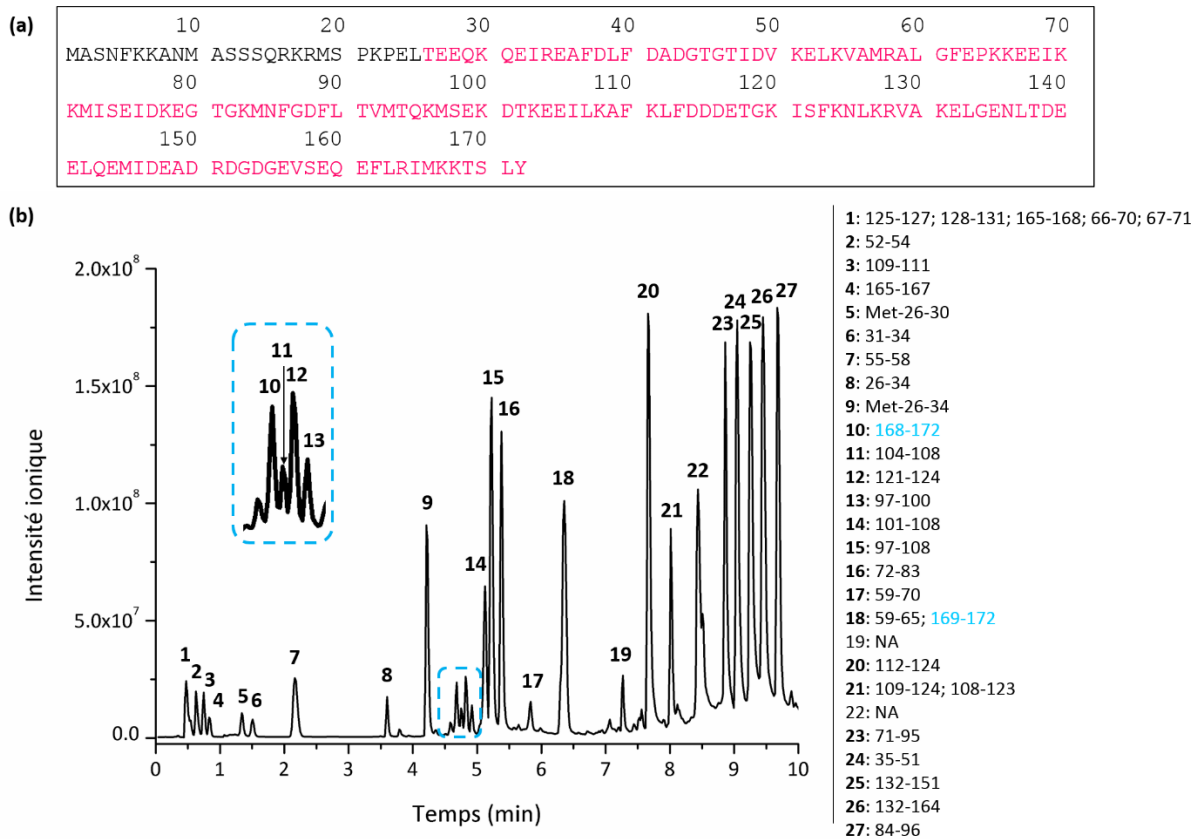 (a)
10 20 30 40 50 60 70
MASNFKKANM ASSSQRKRMS PKPELTEEQK QEIREAFDLF DADGTGTIDV KELKVAMRAL GFEPKKEEIK
80 90 100 110 120 130 140
KMISEIDKEG TGKMNFGDFL TVMTQKMSEK DTKEEILKAF KLFDDDETGK ISFKNLKRVA KELGENLTDE
150 160 170
ELQEMIDEAD RDGDGEVSEQ EFLRIMKKTS LY
(b)
Intensité ionique
2.0x10⁸
1.5x10⁸
1.0x10⁸
5.0x10⁷
0.0
1
2
3
4
5
6
7
8
9
10
11
12
13
14
15
16
17
18
19
20
21
22
23
24
25
26
27
0 1 2 3 4 5 6 7 8 9 10
Temps (min)
1: 125-127; 128-131; 165-168; 66-70; 67-71
2: 52-54
3: 109-111
4: 165-167
5: Met-26-30
6: 31-34
7: 55-58
8: 26-34
9: Met-26-34
10: 168-172
11: 104-108
12: 121-124
13: 97-100
14: 101-108
15: 97-108
16: 72-83
17: 59-70
18: 59-65; 169-172
19: NA
20: 112-124
21: 109-124; 108-123
22: NA
23: 71-95
24: 35-51
25: 132-151
26: 132-164
27: 84-96